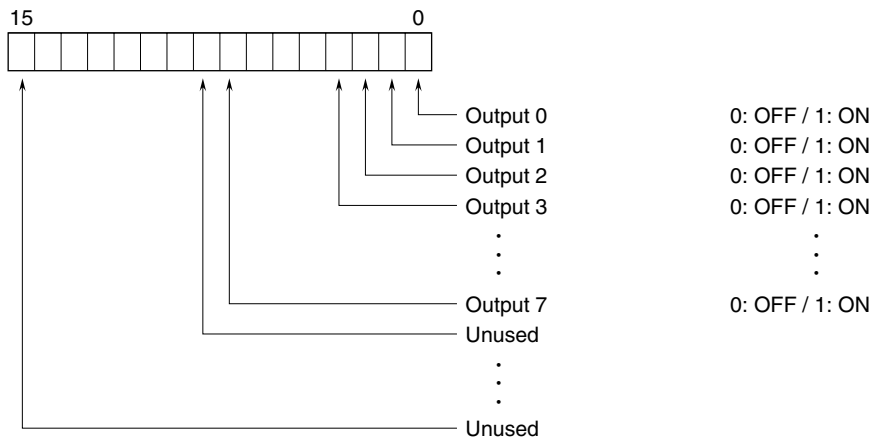 15 0
Output 0 0: OFF / 1: ON
Output 1 0: OFF / 1: ON
Output 2 0: OFF / 1: ON
Output 3 0: OFF / 1: ON
Output 7 0: OFF / 1: ON
Unused
Unused